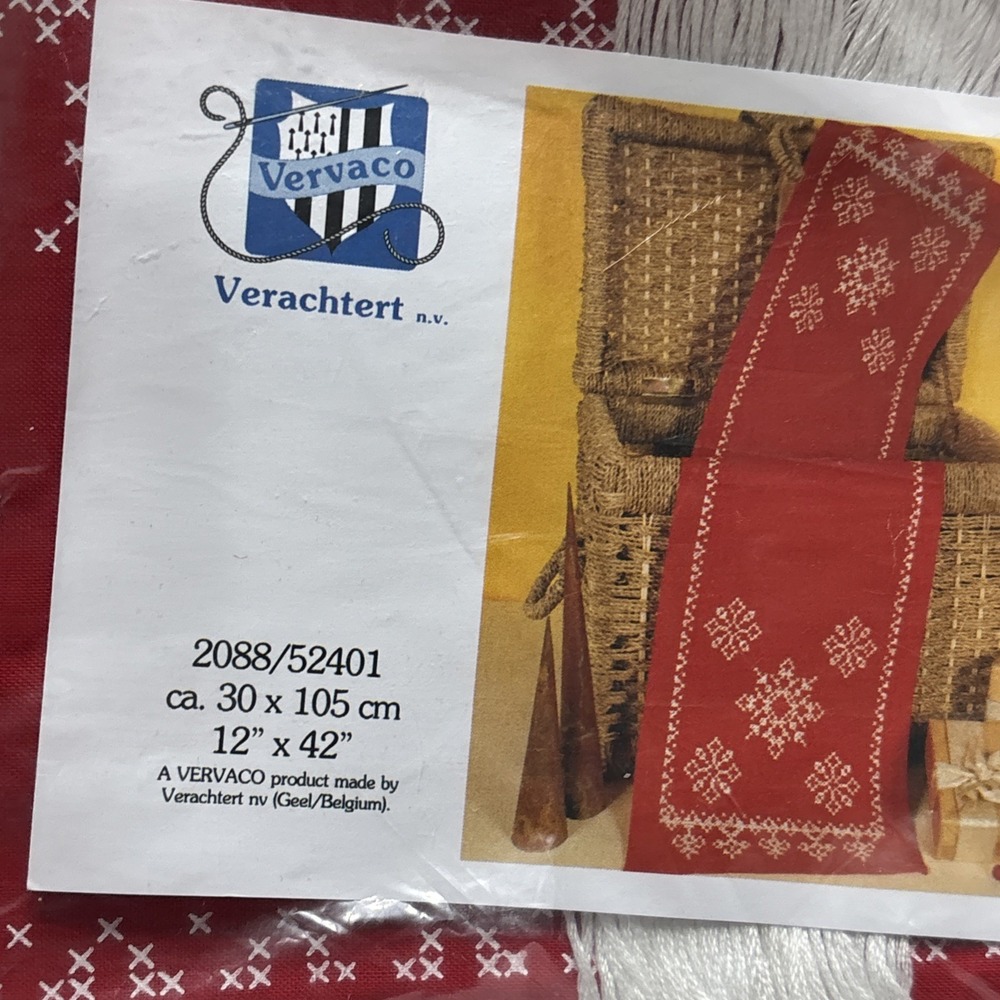 Vervaco
Verachtert n.v.
2088/52401
ca. 30 x 105 cm
12” x 42”
A VERVACO product made by
Verachtert nv (Geel/Belgium).